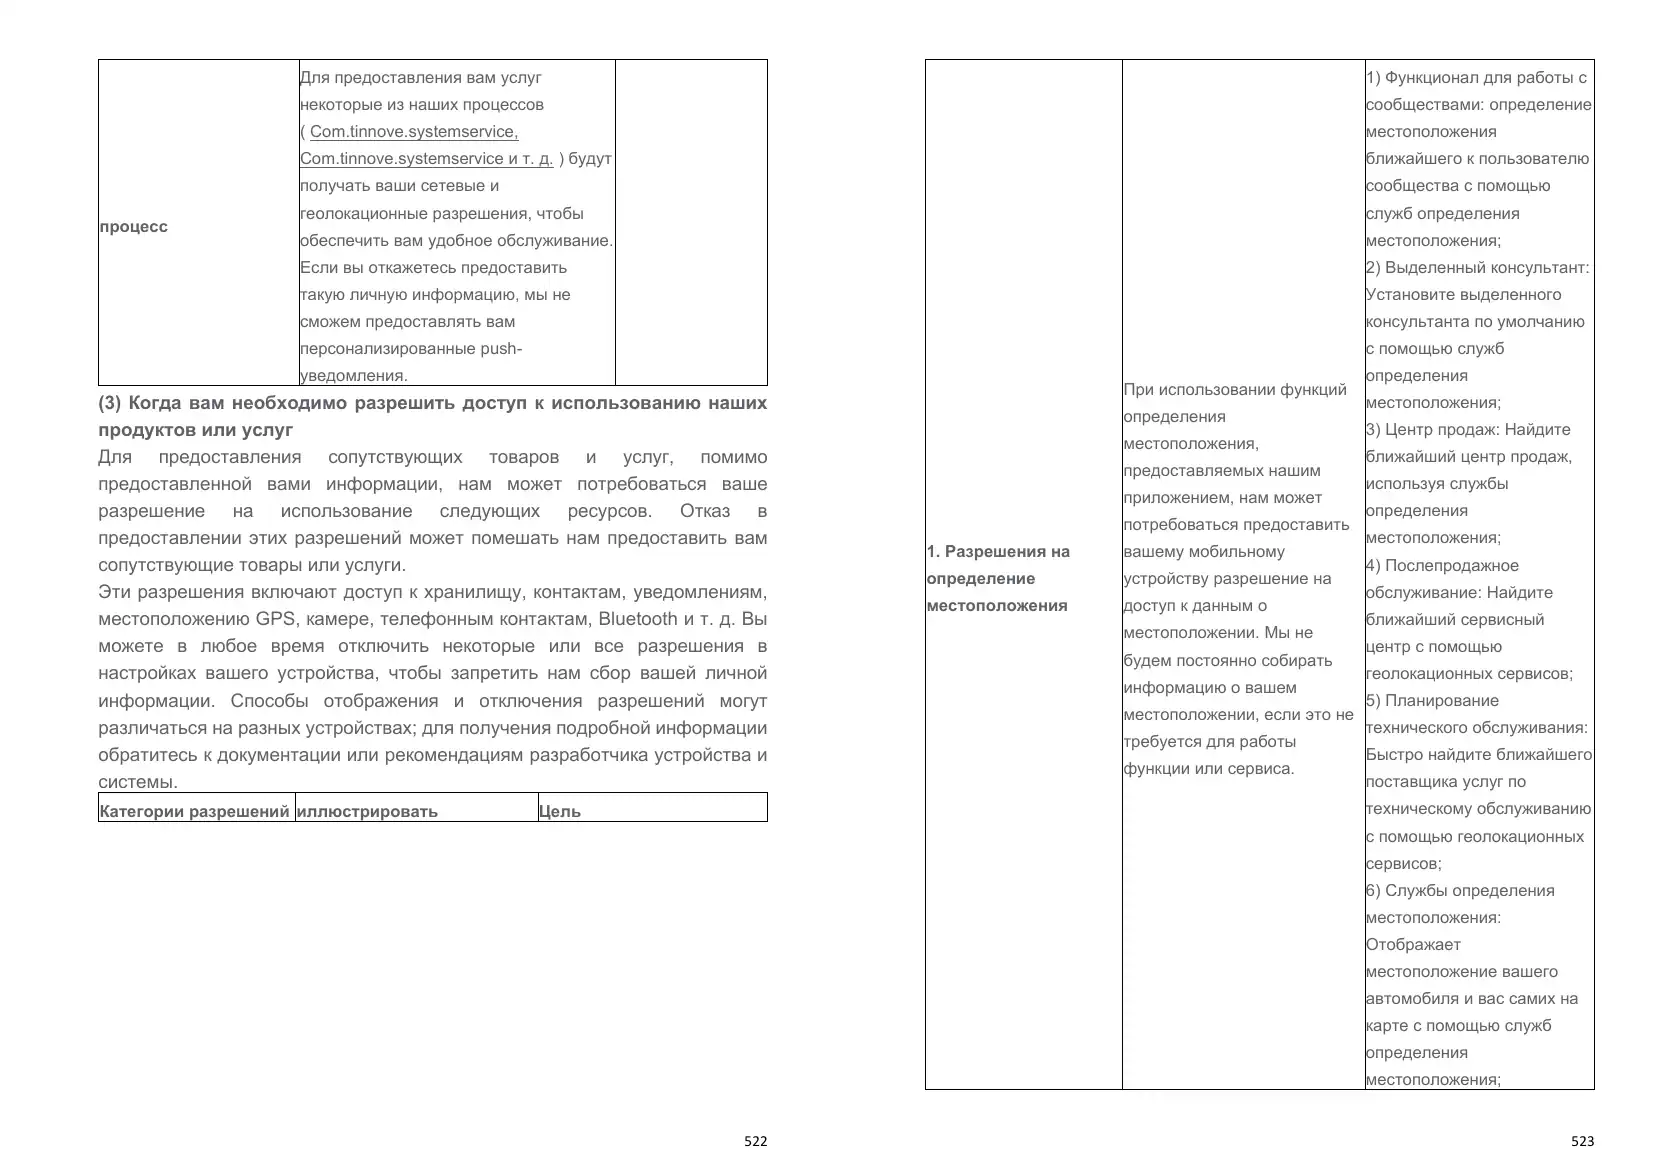 процесс
Для предоставления вам услуг
некоторые из наших процессов
( Com.tinnove.systemservice,
Com.tinnove.systemservice и т. д. ) будут
получать ваши сетевые и
геолокационные разрешения, чтобы
обеспечить вам удобное обслуживание.
Если вы откажетесь предоставить
такую личную информацию, мы не
сможем предоставлять вам
персонализированные push-
уведомления.
(3) Когда вам необходимо разрешить доступ к использованию наших
продуктов или услуг
Для предоставления сопутствующих товаров и услуг, помимо
предоставленной вами информации, нам может потребоваться ваше
разрешение на использование следующих ресурсов. Отказ в
предоставлении этих разрешений может помешать нам предоставить вам
сопутствующие товары или услуги.
Эти разрешения включают доступ к хранилищу, контактам, уведомлениям,
местоположению GPS, камере, телефонным контактам, Bluetooth и т. д. Вы
можете в любое время отключить некоторые или все разрешения в
настройках вашего устройства, чтобы запретить нам сбор вашей личной
информации. Способы отображения и отключения разрешений могут
различаться на разных устройствах; для получения подробной информации
обратитесь к документации или рекомендациям разработчика устройства и
системы.
Категории разрешений иллюстрировать Цель
522
1. Разрешения на
определение
местоположения
При использовании функций
определения
местоположения,
предоставляемых нашим
приложением, нам может
потребоваться предоставить
вашему мобильному
устройству разрешение на
доступ к данным о
местоположении. Мы не
будем постоянно собирать
информацию о вашем
местоположении, если это не
требуется для работы
функции или сервиса.
1) Функционал для работы с
сообществами: определение
местоположения
ближайшего к пользователю
сообщества с помощью
служб определения
местоположения;
2) Выделенный консультант:
Установите выделенного
консультанта по умолчанию
с помощью служб
определения
местоположения;
3) Центр продаж: Найдите
ближайший центр продаж,
используя службы
определения
местоположения;
4) Послепродажное
обслуживание: Найдите
ближайший сервисный
центр с помощью
геолокационных сервисов;
5) Планирование
технического обслуживания:
Быстро найдите ближайшего
поставщика услуг по
техническому обслуживанию
с помощью геолокационных
сервисов;
6) Службы определения
местоположения:
Отображает
местоположение вашего
автомобиля и вас самих на
карте с помощью служб
определения
местоположения;
523